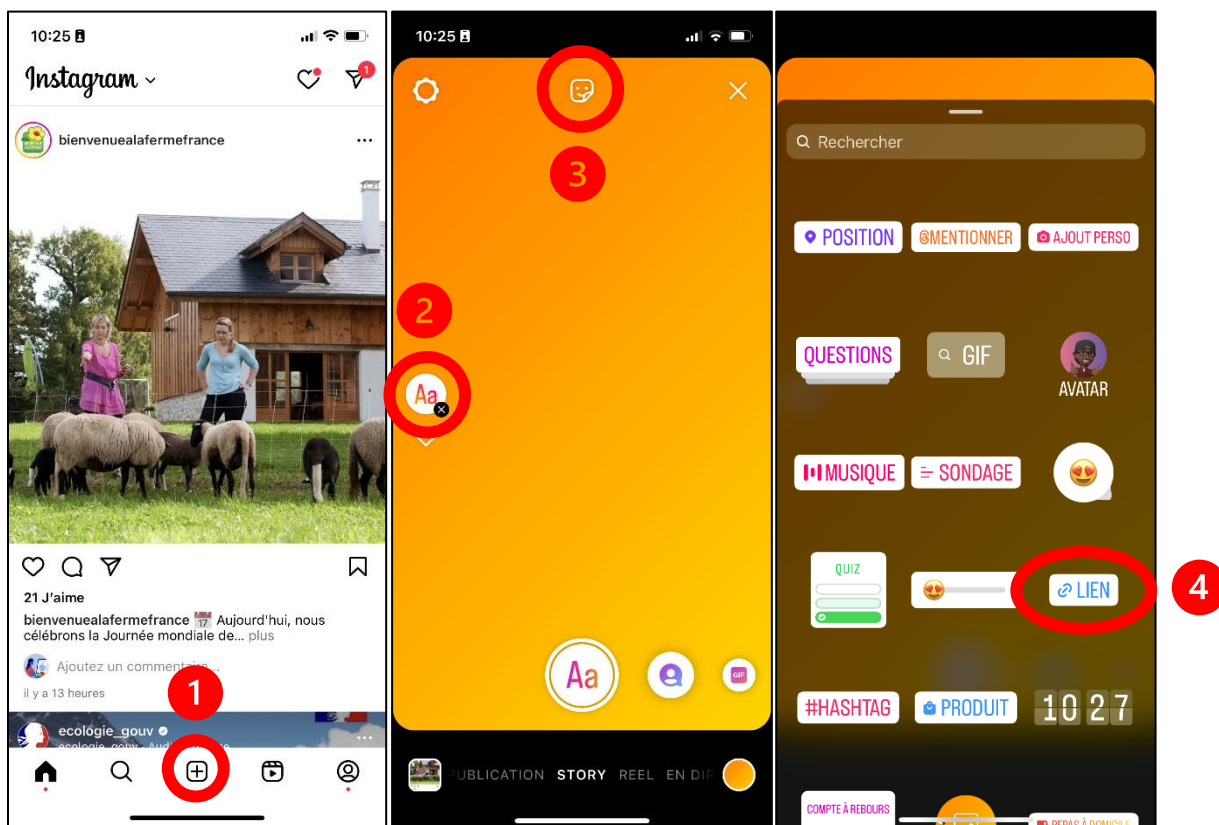 10:25
Instagram
1
bienvenuealafermefrance
21 J'aime
bienvenuealafermefrance 📅 Aujourd'hui, nous
célébrons la Journée mondiale de... plus
Ajoutez un commentaire...
il y a 13 heures
1
ecologie_gouv
10:25
3
2
Aa
Aa
GIF
PUBLICATION STORY REEL EN DIR
Rechercher
POSITION
@MENTIONNER
AJOUT PERSO
QUESTIONS
GIF
AVATAR
MUSIQUE
SONDAGE
QUIZ
LIEN
4
#HASHTAG
PRODUIT
10 27
COMPTE À REBOURS
REPAS À DOMICILE